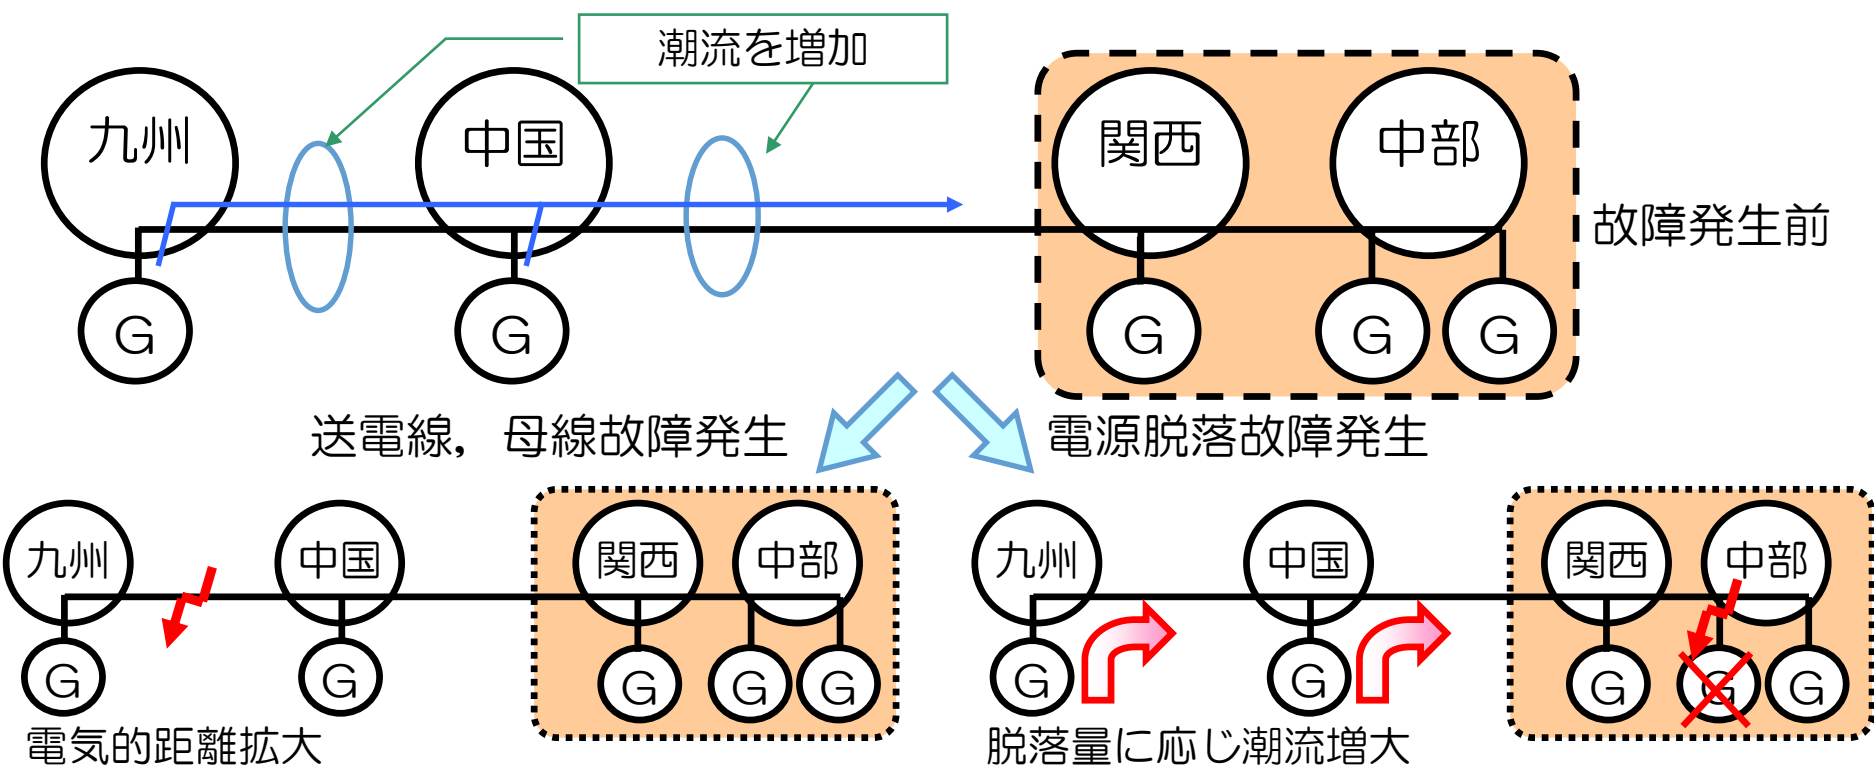 潮流を増加
九州
中国
関西
中部
故障発生前
G
G
G
G
G
送電線，母線故障発生
電源脱落故障発生
九州
中国
関西
中部
G
G
G
G
G
電気的距離拡大
九州
中国
関西
中部
G
G
G
G
G
脱落量に応じ潮流増大